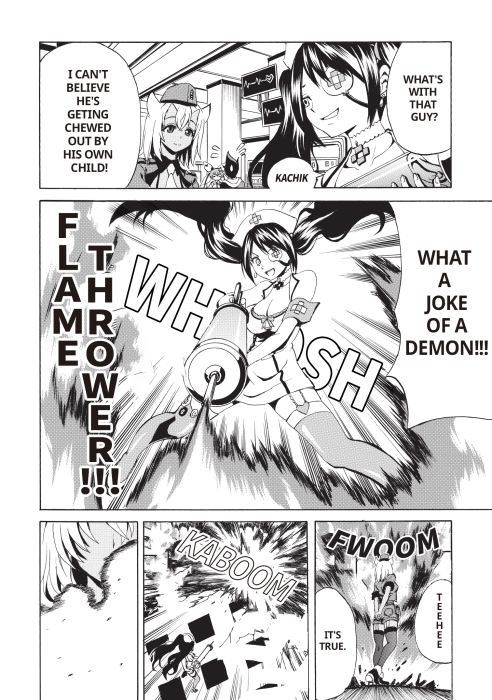 WHAT'S
WITH
THAT
GUY?
KACHIK
I CAN'T
BELIEVE
HE'S
GETING
CHEWED
OUT BY
HIS OWN
CHILD!
WHAT
A
JOKE
OF A
DEMON!!!
WHOOSH
THROWER!!!
FLAME
FWOOM
TEEHEE
IT'S
TRUE.
KABOOM